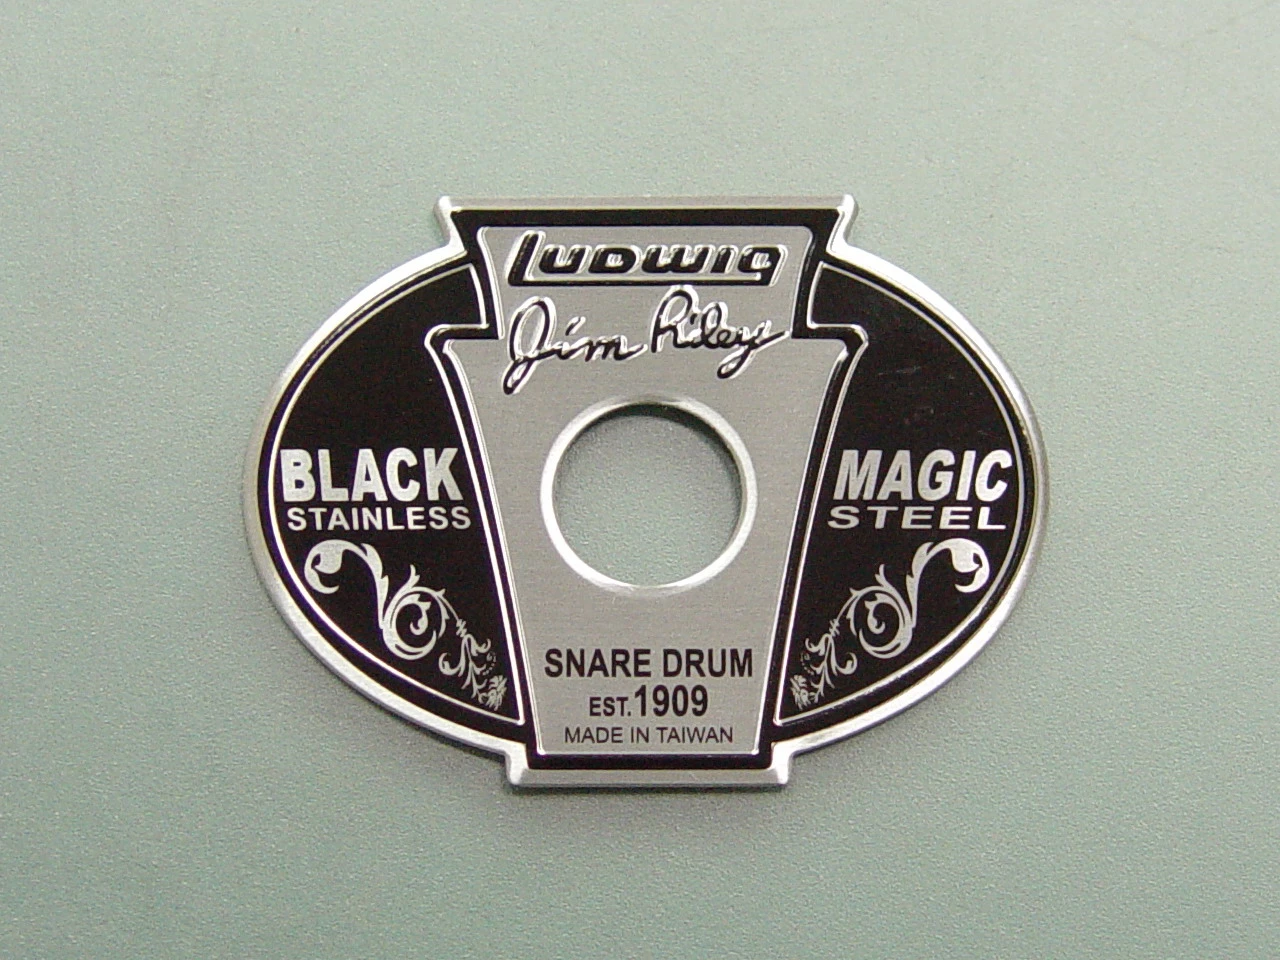 LUDWIG
Jim Riley
BLACK
STAINLESS
MAGIC
STEEL
SNARE DRUM
EST. 1909
MADE IN TAIWAN